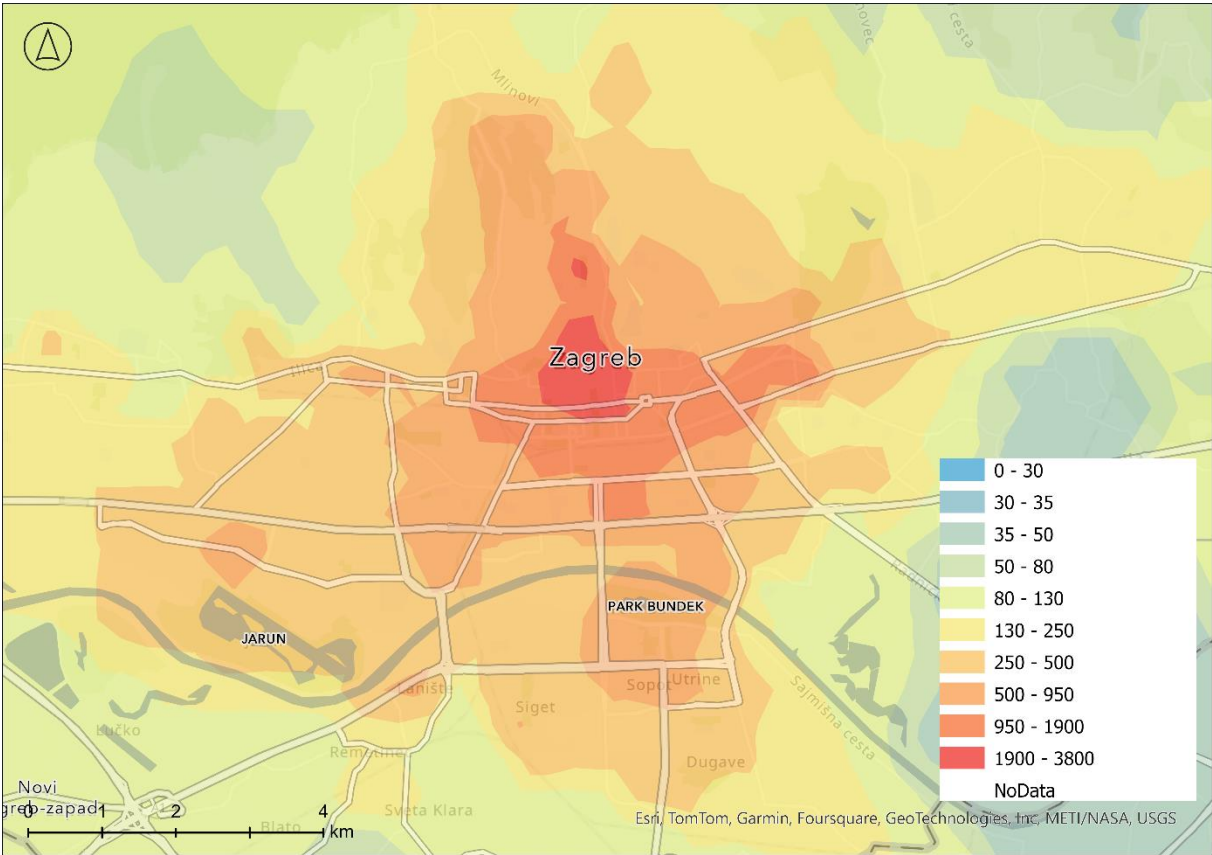 Mlinovi
cesta
Zagreb
Ilica
PARK BUNDEK
JARUN
Lanište
Sopot
Utrine
Siget
Sajmišna cesta
Lučko
Remetinec
Dugave
Novi
greb-zapad
Sveta Klara
Blato
0 1 2 4
km
0 - 30
30 - 35
35 - 50
50 - 80
80 - 130
130 - 250
250 - 500
500 - 950
950 - 1900
1900 - 3800
NoData
Esri, TomTom, Garmin, Foursquare, GeoTechnologies, Inc, METI/NASA, USGS